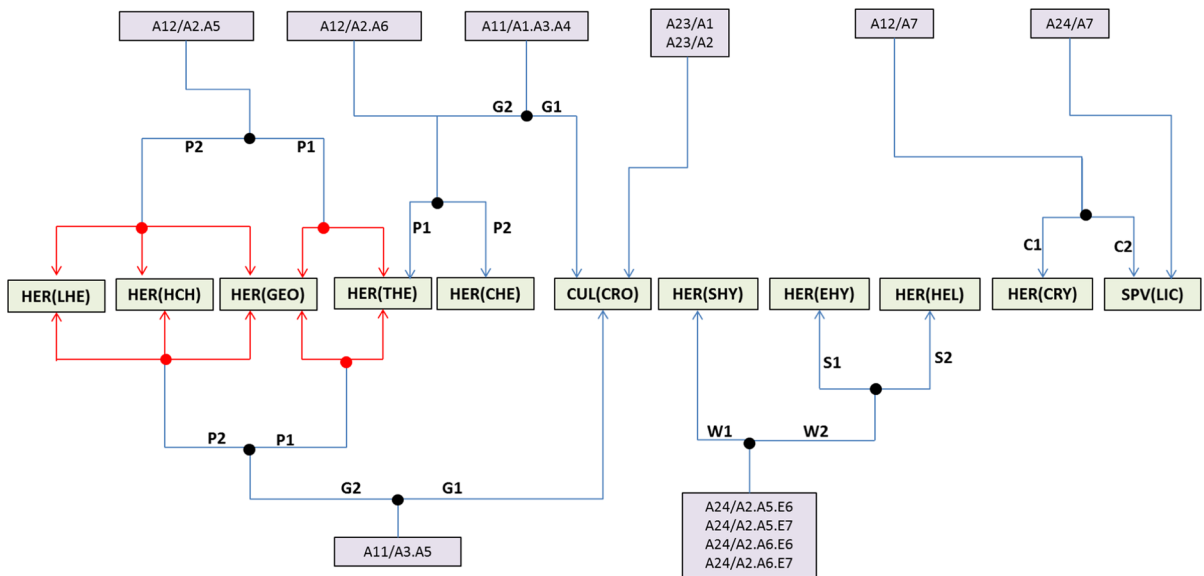 A12/A2.A5
A12/A2.A6
A11/A1.A3.A4
A23/A1
A23/A2
A12/A7
A24/A7
G2
G1
P2
P1
P1
P2
C1
C2
HER(LHE)
HER(HCH)
HER(GEO)
HER(THE)
HER(CHE)
CUL(CRO)
HER(SHY)
HER(EHY)
HER(HEL)
HER(CRY)
SPV(LIC)
S1
S2
P2
P1
W1
W2
G2
G1
A11/A3.A5
A24/A2.A5.E6
A24/A2.A5.E7
A24/A2.A6.E6
A24/A2.A6.E7